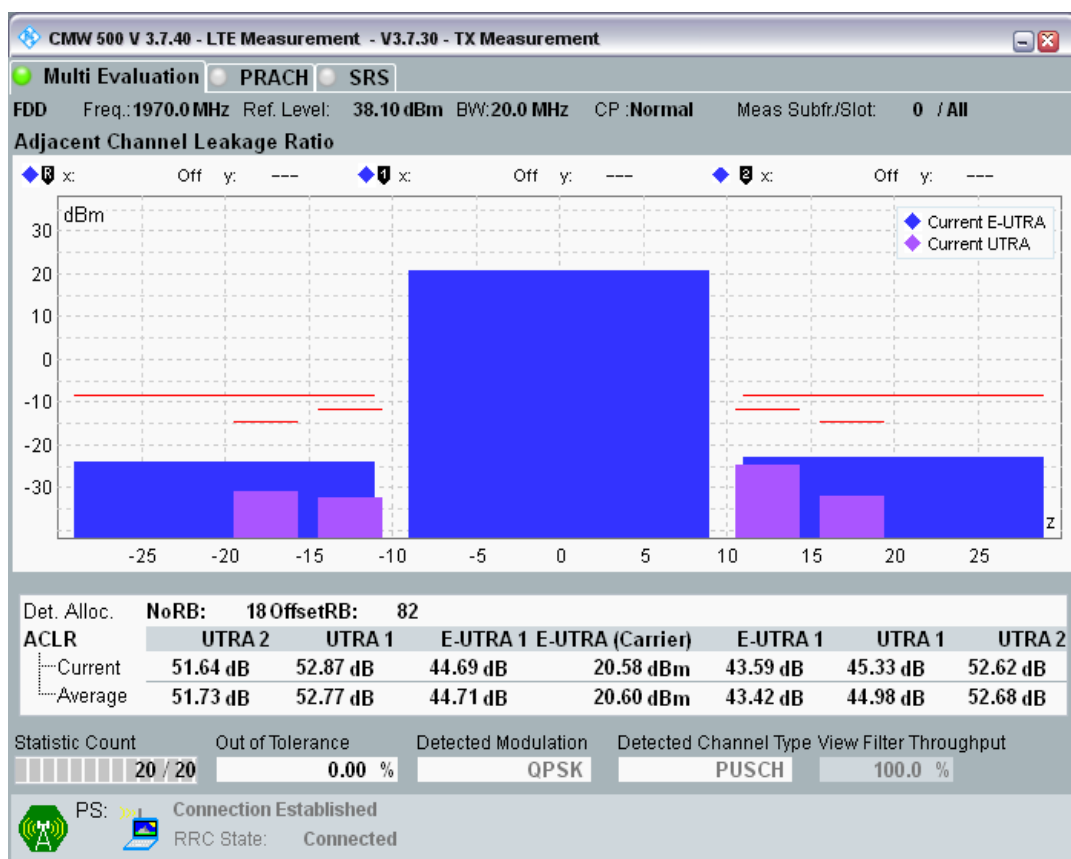 CMW 500 V 3.7.40 - LTE Measurement - V3.7.30 - TX Measurement
Multi Evaluation PRACH SRS
FDD Freq.: 1970.0 MHz Ref. Level: 38.10 dBm BW: 20.0 MHz CP : Normal Meas Subfr./Slot: 0 / All
Adjacent Channel Leakage Ratio
R x: Off y: --- 1 x: Off y: --- 2 x: Off y: ---
dBm
Current E-UTRA
Current UTRA
30
20
10
0
-10
-20
-30
z
-25 -20 -15 -10 -5 0 5 10 15 20 25
Det. Alloc. NoRB: 18 OffsetRB: 82
ACLR UTRA 2 UTRA 1 E-UTRA 1 E-UTRA (Carrier) E-UTRA 1 UTRA 1 UTRA 2
Current 51.64 dB 52.87 dB 44.69 dB 20.58 dBm 43.59 dB 45.33 dB 52.62 dB
Average 51.73 dB 52.77 dB 44.71 dB 20.60 dBm 43.42 dB 44.98 dB 52.68 dB
Statistic Count Out of Tolerance Detected Modulation Detected Channel Type View Filter Throughput
20 / 20 0.00 % QPSK PUSCH 100.0 %
PS: Connection Established
RRC State: Connected